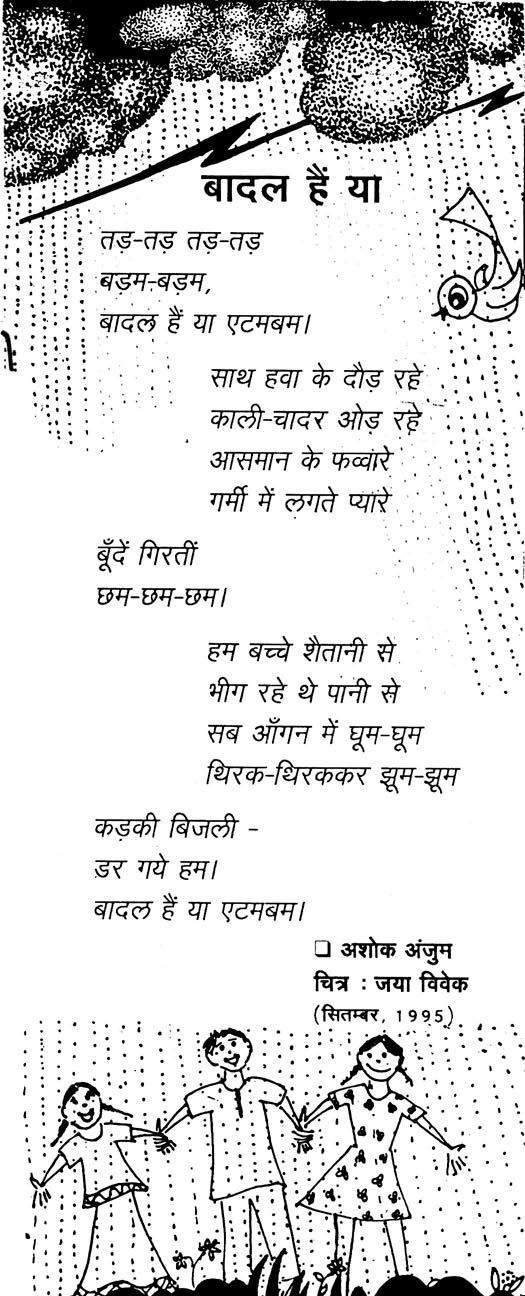 बादल हैं या
तड़-तड़ तड़-तड़
बड़म-बड़म,
बादल हैं या एटमबम।
साथ हवा के दौड़ रहे
काली-चादर ओड़ रहे
आसमान के फव्वारे
गर्मी में लगते प्यारे
बूँदें गिरतीं
छम-छम-छम।
हम बच्चे शैतानी से
भीग रहे थे पानी से
सब आँगन में घूम-घूम
थिरक-थिरककर झूम-झूम
कड़की बिजली -
डर गये हम।
बादल हैं या एटमबम।
❑ अशोक अंजुम
चित्र : जया विवेक
(सितम्बर, 1995)